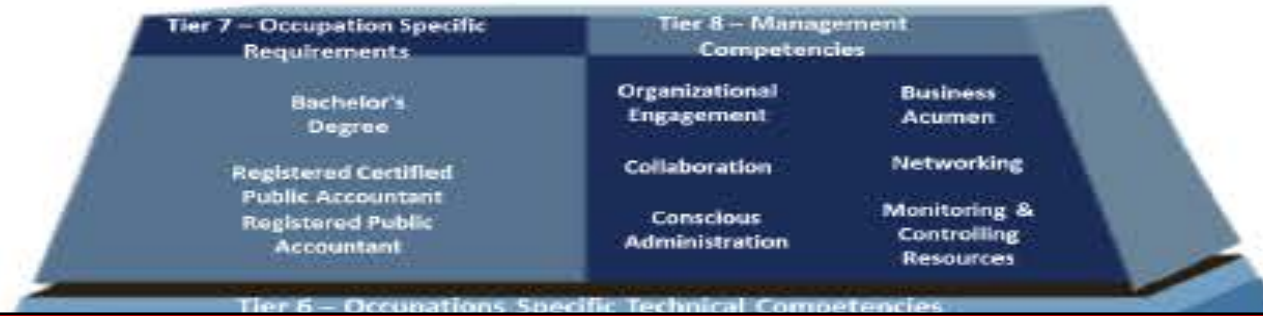 Tier 7 – Occupation Specific
Requirements
Bachelor's
Degree
Registered Certified
Public Accountant
Registered Public
Accountant
Tier 8 – Management
Competencies
Organizational
Engagement
Business
Acumen
Collaboration
Networking
Conscious
Administration
Monitoring &
Controlling
Resources
Tier 6 – Occupations Specific Technical Competencies